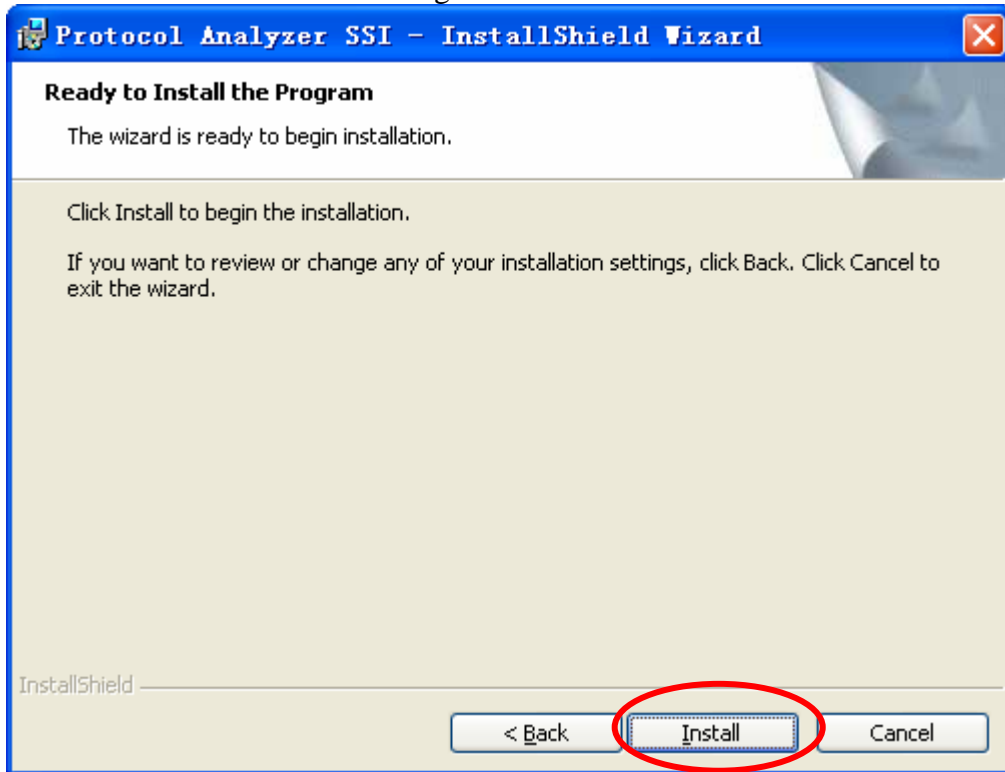 Protocol Analyzer SSI - InstallShield Wizard
Ready to Install the Program
The wizard is ready to begin installation.
Click Install to begin the installation.
If you want to review or change any of your installation settings, click Back. Click Cancel to
exit the wizard.
InstallShield
< Back Install Cancel